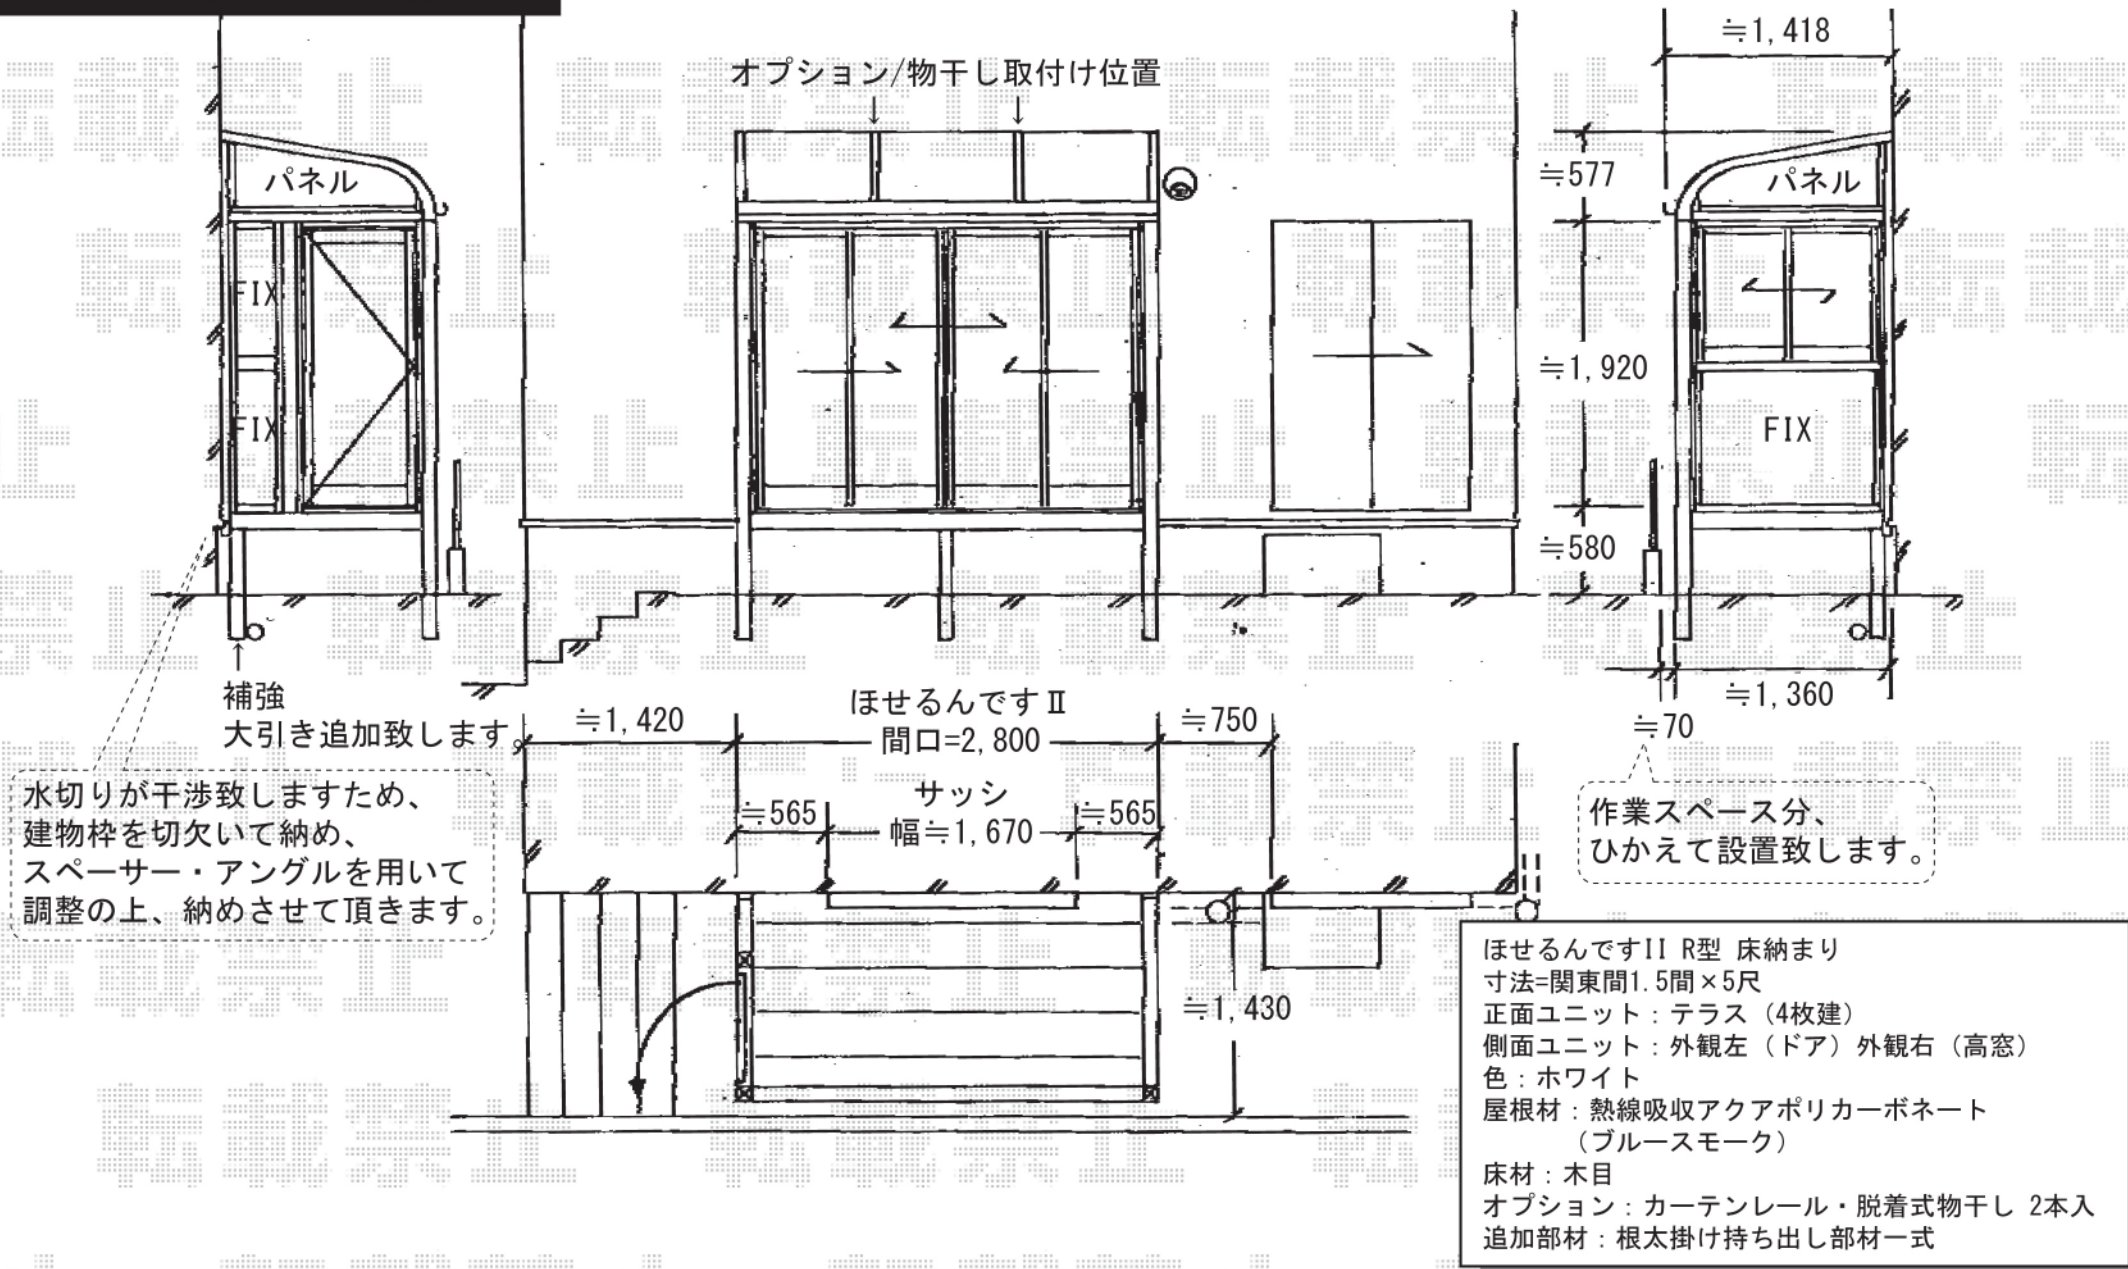 オプション/物干し取付け位置
≒1,418
パネル
≒577
パネル
FIX
FIX
≒1,920
FIX
≒580
補強
大引き追加致します。
水切りが干渉致しますため、
建物枠を切欠いて納め、
スペーサー・アングルを用いて
調整の上、納めさせて頂きます。
≒1,420
ほせるんですⅡ
間口=2,800
≒750
≒565
サッシ
幅≒1,670
≒565
≒1,430
≒1,360
≒70
作業スペース分、
ひかえて設置致します。
ほせるんですII R型 床納まり
寸法=関東間1.5間×5尺
正面ユニット：テラス（4枚建）
側面ユニット：外観左（ドア）外観右（高窓）
色：ホワイト
屋根材：熱線吸収アクアポリカーボネート
（ブルースモーク）
床材：木目
オプション：カーテンレール・脱着式物干し 2本入
追加部材：根太掛け持ち出し部材一式
転載禁止